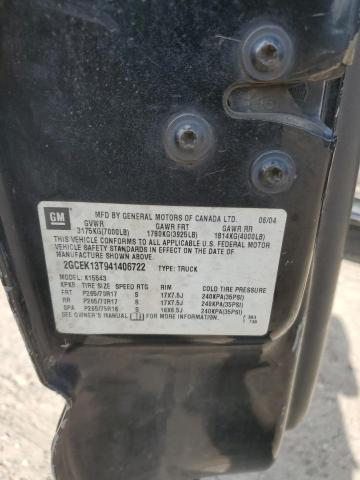 GM
MFD BY GENERAL MOTORS OF CANADA LTD. 06/04
GVWR GAWR FRT GAWR RR
3175KG(7000LB) 1780KG(3925LB) 1814KG(4000LB)
THIS VEHICLE CONFORMS TO ALL APPLICABLE U.S. FEDERAL MOTOR
VEHICLE SAFETY STANDARDS IN EFFECT ON THE DATE OF
MANUFACTURE SHOWN ABOVE.
2GCEK13T941406722 TYPE: TRUCK
MODEL: K15543
TIRE SIZE SPEED RTG RIM COLD TIRE PRESSURE
FRT P265/70R17 S 17X7.5J 240KPA(35PSI)
RR P265/70R17 S 17X7.5J 240KPA(35PSI)
SPA P265/75R16 S 16X6.5J 240KPA(35PSI)
SEE OWNER'S MANUAL FOR MORE INFORMATION.